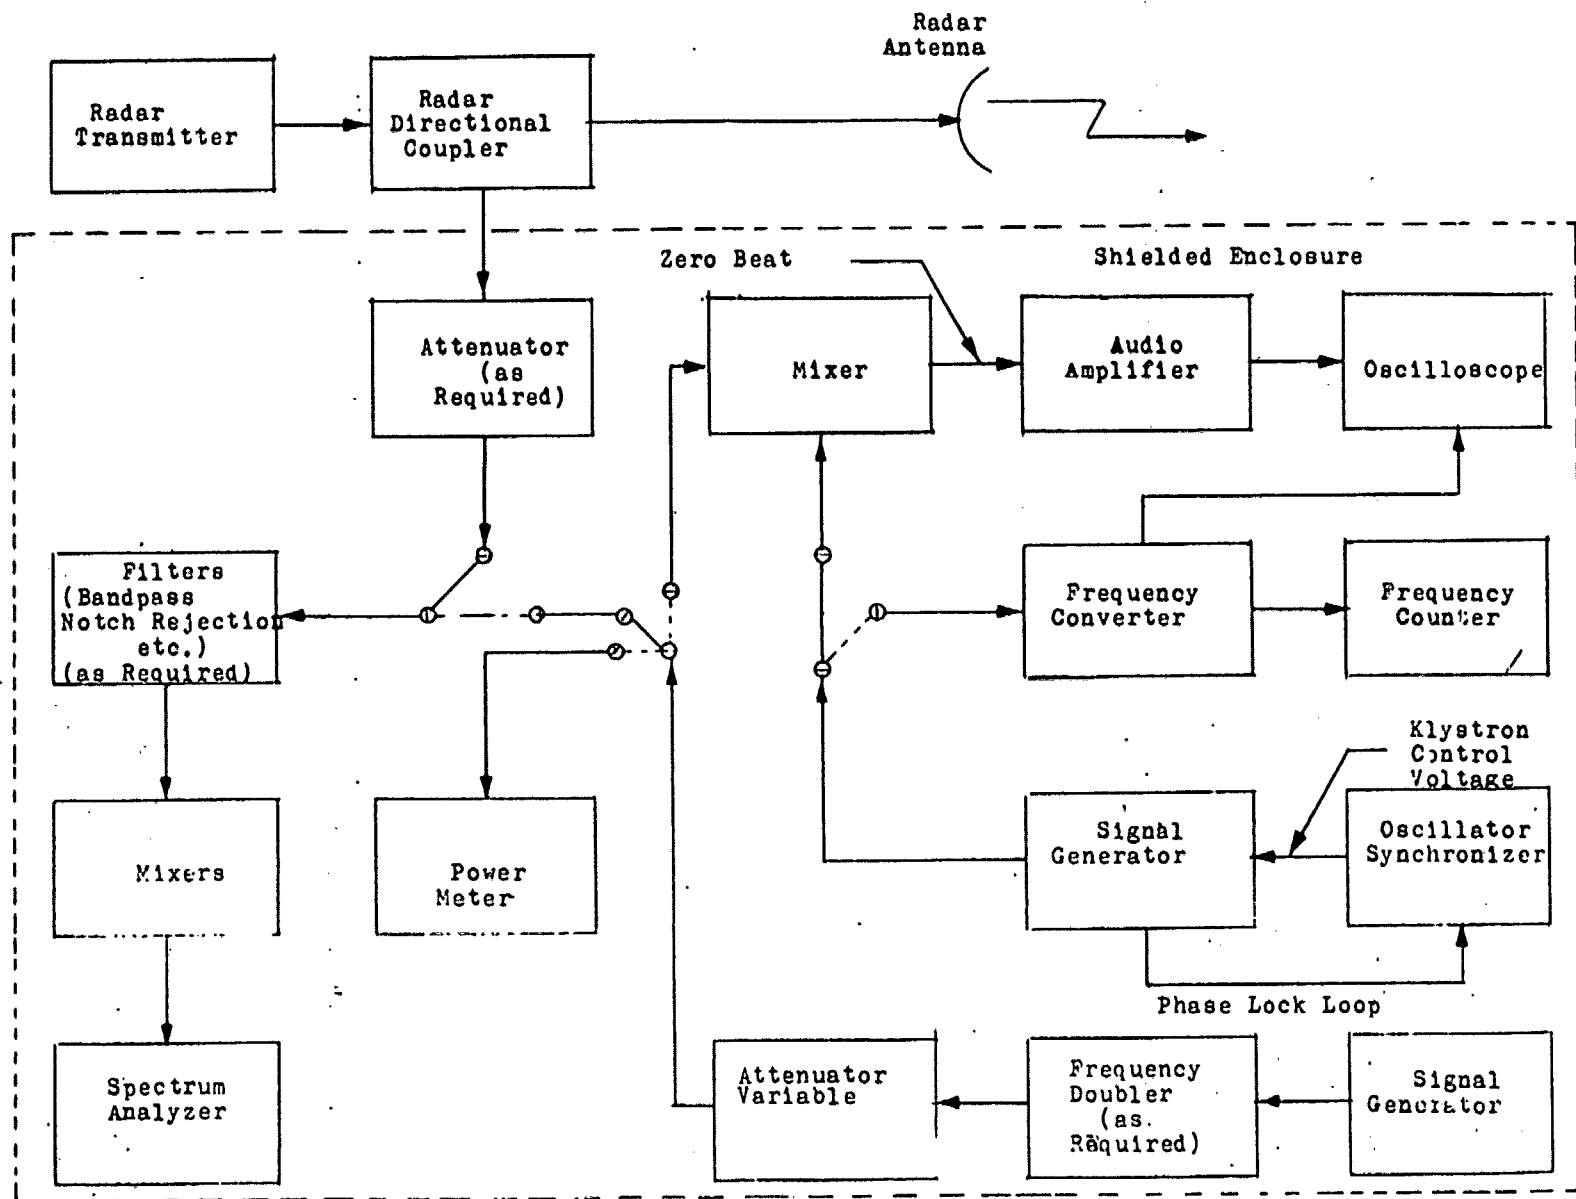 Radar
Antenna
Radar
Transmitter
Radar
Directional
Coupler
Zero Beat
Shielded Enclosure
Attenuator
(as
Required)
Mixer
Audio
Amplifier
Oscilloscope
Filters
(Bandpass
Notch Rejection
etc.)
(as Required)
Frequency
Converter
Frequency
Counter
Klystron
Control
Voltage
Mixers
Power
Meter
Signal
Generator
Oscillator
Synchronizer
Phase Lock Loop
Spectrum
Analyzer
Attenuator
Variable
Frequency
Doubler
(as.
Required)
Signal
Generator